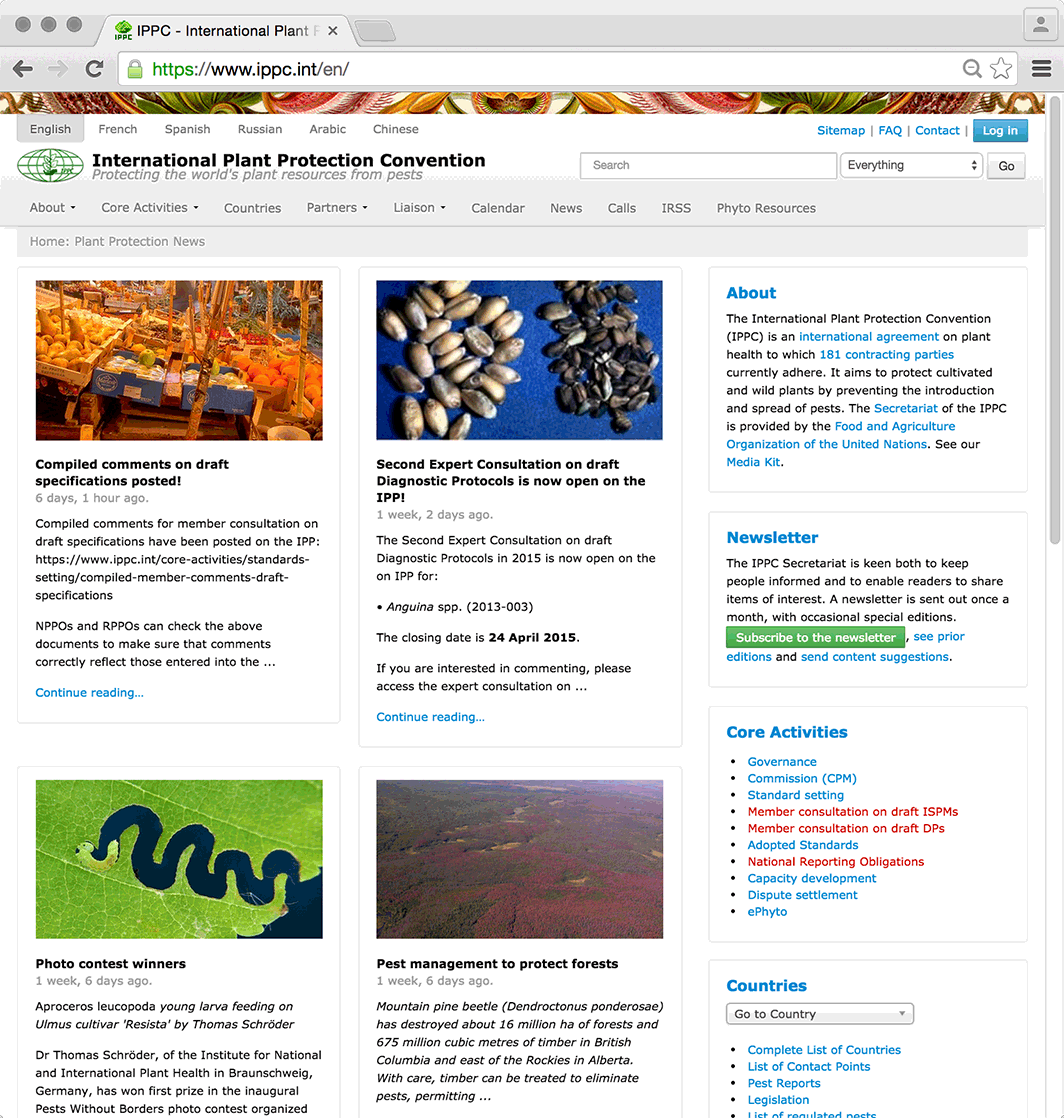 IPPC - International Plant
https://www.ippc.int/en/
English French Spanish Russian Arabic Chinese
Sitemap | FAQ | Contact | Log in
International Plant Protection Convention
Protecting the world's plant resources from pests
Search Everything Go
About Core Activities Countries Partners Liaison Calendar News Calls IRSS Phyto Resources
Home: Plant Protection News
Compiled comments on draft
specifications posted!
6 days, 1 hour ago.
Compiled comments for member consultation on
draft specifications have been posted on the IPP:
https://www.ippc.int/core-activities/standards-
setting/compiled-member-comments-draft-
specifications
NPPOs and RPPOs can check the above
documents to make sure that comments
correctly reflect those entered into the ...
Continue reading...
Second Expert Consultation on draft
Diagnostic Protocols is now open on the
IPP!
1 week, 2 days ago.
The Second Expert Consultation on draft
Diagnostic Protocols in 2015 is now open on the
on IPP for:
• Anguina spp. (2013-003)
The closing date is 24 April 2015.
If you are interested in commenting, please
access the expert consultation on ...
Continue reading...
Photo contest winners
1 week, 6 days ago.
Aproceros leucopoda young larva feeding on
Ulmus cultivar 'Resista' by Thomas Schröder
Dr Thomas Schröder, of the Institute for National
and International Plant Health in Braunschweig,
Germany, has won first prize in the inaugural
Pests Without Borders photo contest organized
Pest management to protect forests
1 week, 6 days ago.
Mountain pine beetle (Dendroctonus ponderosae)
has destroyed about 16 million ha of forests and
675 million cubic metres of timber in British
Columbia and east of the Rockies in Alberta.
With care, timber can be treated to eliminate
pests, permitting ...
About
The International Plant Protection Convention
(IPPC) is an international agreement on plant
health to which 181 contracting parties
currently adhere. It aims to protect cultivated
and wild plants by preventing the introduction
and spread of pests. The Secretariat of the IPPC
is provided by the Food and Agriculture
Organization of the United Nations. See our
Media Kit.
Newsletter
The IPPC Secretariat is keen both to keep
people informed and to enable readers to share
items of interest. A newsletter is sent out once a
month, with occasional special editions.
Subscribe to the newsletter, see prior
editions and send content suggestions.
Core Activities
• Governance
• Commission (CPM)
• Standard setting
• Member consultation on draft ISPMs
• Member consultation on draft DPs
• Adopted Standards
• National Reporting Obligations
• Capacity development
• Dispute settlement
• ePhyto
Countries
Go to Country
• Complete List of Countries
• List of Contact Points
• Pest Reports
• Legislation
• List of regulated pests